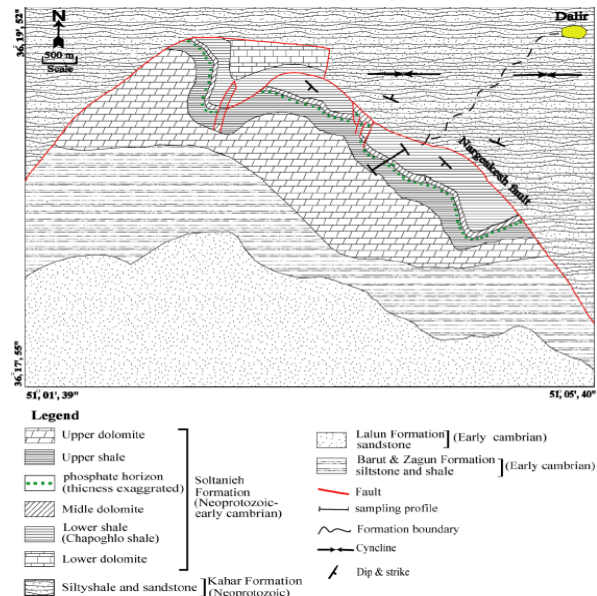 36, 19, 52"
N
500 m
Scale
Dalir
Nargeskesh fault
36, 17, 55"
51, 01, 39"
51, 05, 40"
Legend
Upper dolomite
Upper shale
phosphate horizon
(thicness exaggrated)
Midle dolomite
Lower shale
(Chapoghlo shale)
Lower dolomite
Soltanieh
Formation
(Neoprotozoic-
early cambrian)
Siltyshale and sandstone
Kahar Formation
(Neoprotozoic)
Lalun Formation
sandstone
(Early cambrian)
Barut & Zagun Formation
siltstone and shale
(Early cambrian)
Fault
sampling profile
Formation boundary
Cyncline
Dip & strike